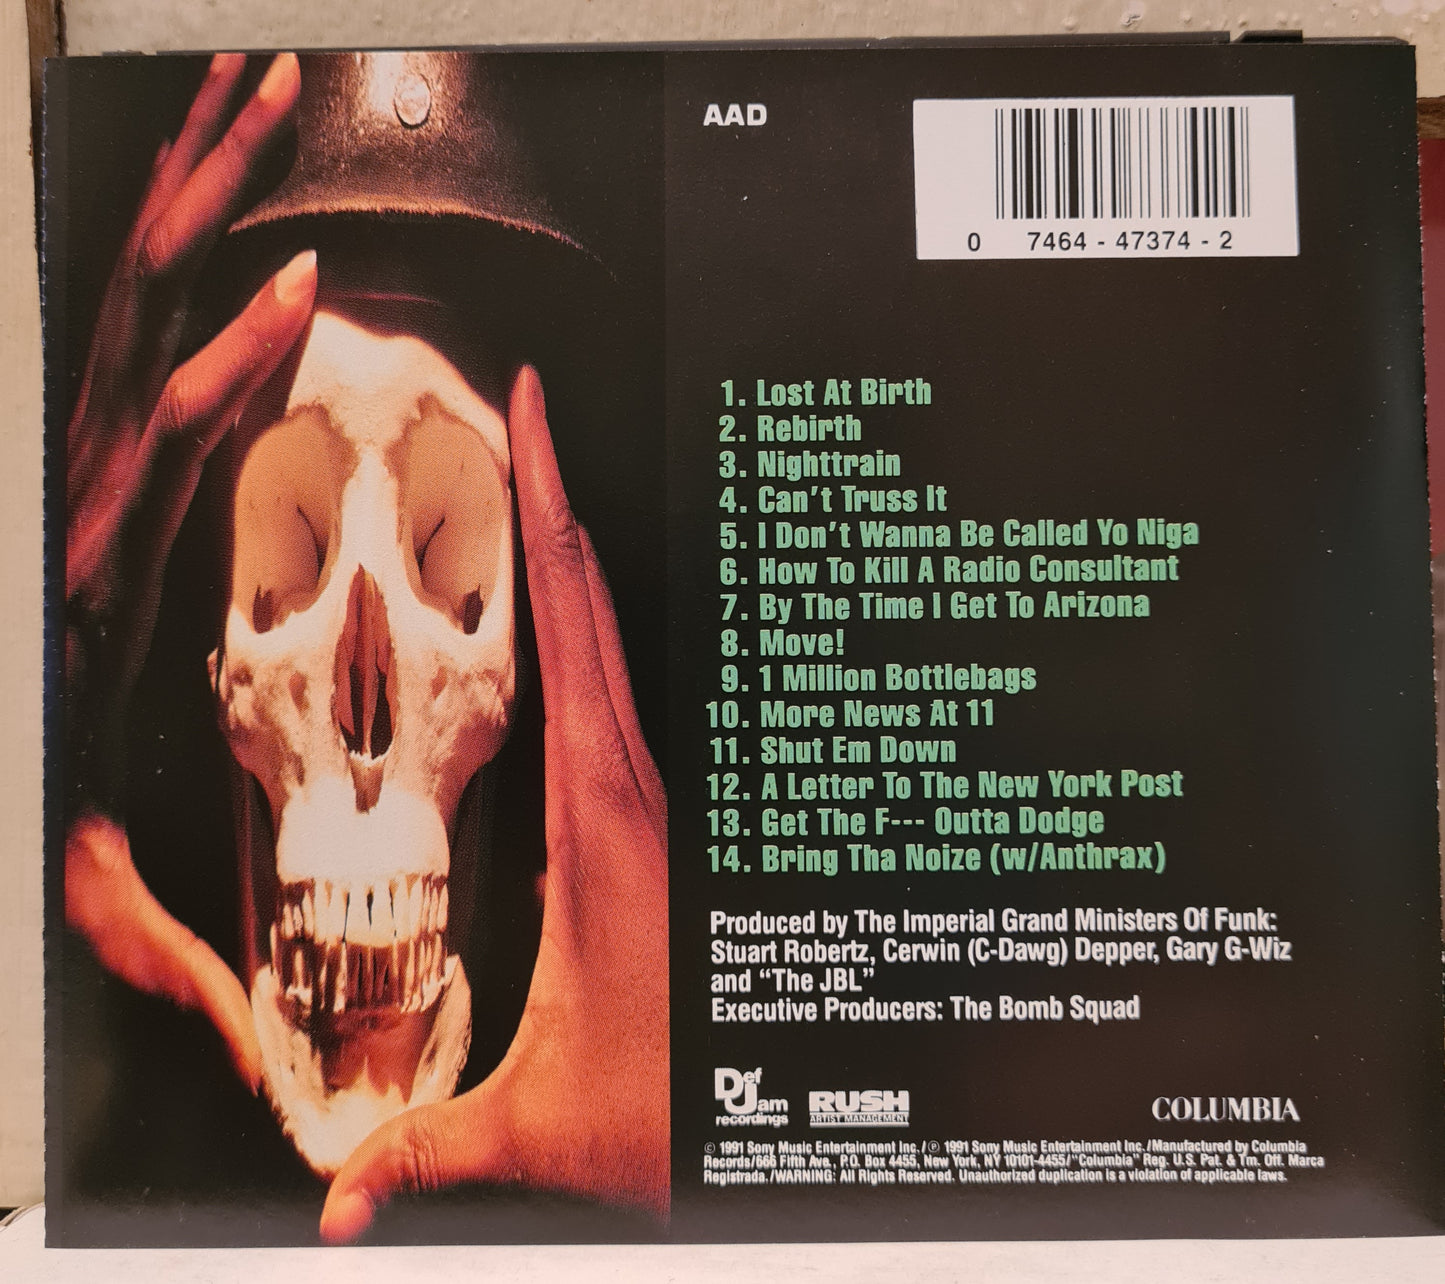 AAD
0 7464 - 47374 - 2
1. Lost At Birth
2. Rebirth
3. Nighttrain
4. Can't Truss It
5. I Don't Wanna Be Called Yo Niga
6. How To Kill A Radio Consultant
7. By The Time I Get To Arizona
8. Move!
9. 1 Million Bottlebags
10. More News At 11
11. Shut Em Down
12. A Letter To The New York Post
13. Get The F--- Outta Dodge
14. Bring Tha Noize (w/Anthrax)
Produced by The Imperial Grand Ministers Of Funk:
Stuart Robertz, Cerwin (C-Dawg) Depper, Gary G-Wiz
and “The JBL”
Executive Producers: The Bomb Squad
Def Jam recordings
RUSH
ARTIST MANAGEMENT
COLUMBIA
© 1991 Sony Music Entertainment Inc./℗ 1991 Sony Music Entertainment Inc./Manufactured by Columbia
Records/666 Fifth Ave., P.O. Box 4455, New York, NY 10101-4455/“Columbia” Reg. U.S. Pat. & Tm. Off. Marca
Registrada./WARNING: All Rights Reserved. Unauthorized duplication is a violation of applicable laws.